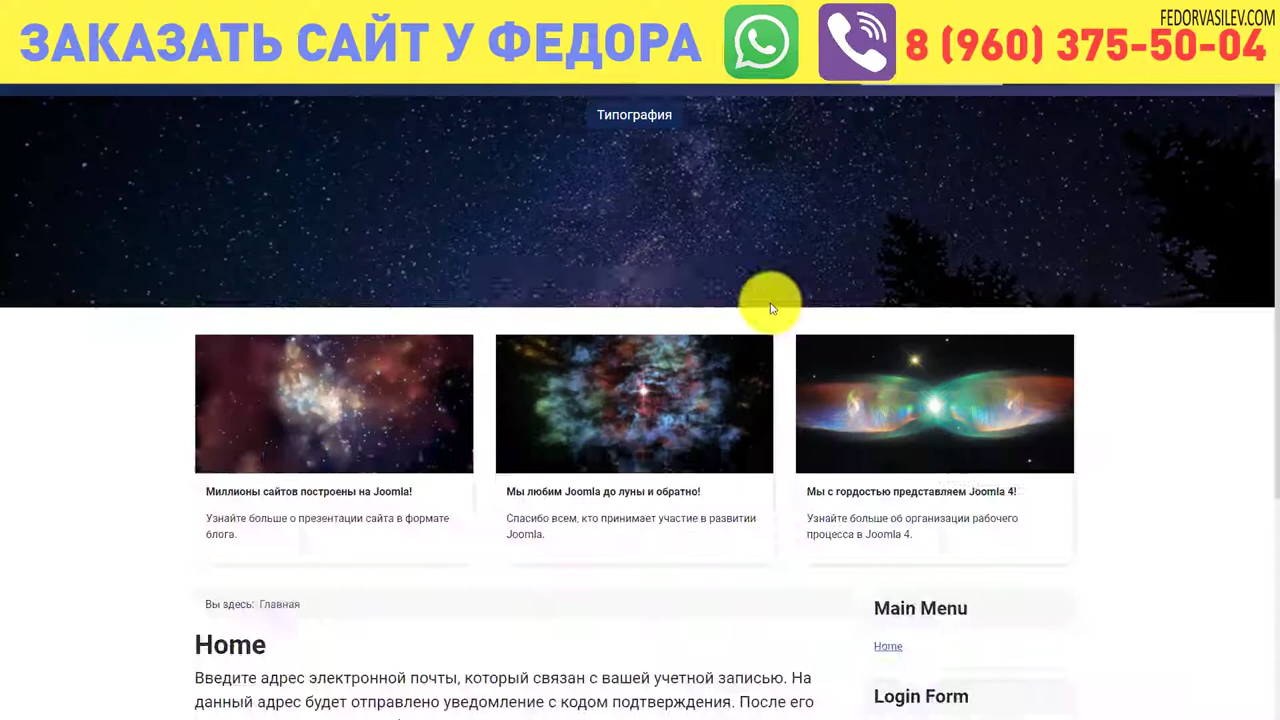 FEDORVASILEV.COM
ЗАКАЗАТЬ САЙТ У ФЕДОРА
8 (960) 375-50-04
Типография
Миллионы сайтов построены на Joomla!
Узнайте больше о презентации сайта в формате
блога.
Мы любим Joomla до луны и обратно!
Спасибо всем, кто принимает участие в развитии
Joomla.
Мы с гордостью представляем Joomla 4!
Узнайте больше об организации рабочего
процесса в Joomla 4.
Вы здесь: Главная
Home
Введите адрес электронной почты, который связан с вашей учетной записью. На
данный адрес будет отправлено уведомление с кодом подтверждения. После его
Main Menu
Home
Login Form